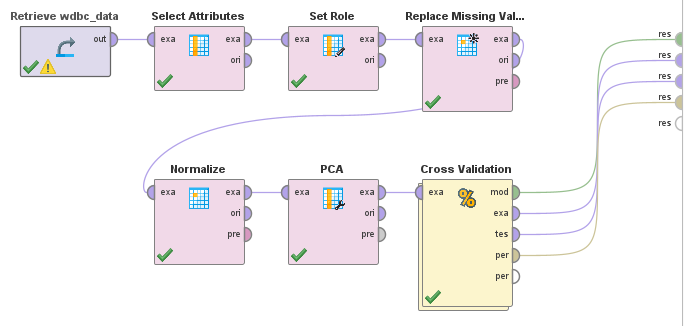 Retrieve wdbc_data
Select Attributes
Set Role
Replace Missing Val...
out
exa
exa
ori
exa
exa
ori
exa
exa
ori
pre
res
res
res
res
res
Normalize
PCA
Cross Validation
exa
exa
ori
pre
exa
exa
ori
pre
exa
%
mod
exa
tes
per
per